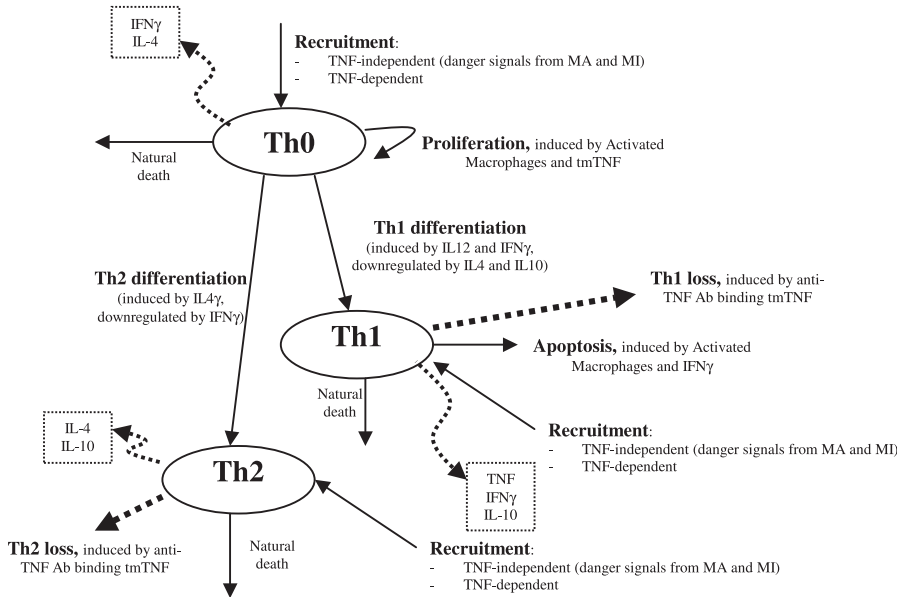 IFNγ
IL-4
Recruitment:
- TNF-independent (danger signals from MA and MI)
- TNF-dependent
Th0
Natural
death
Proliferation, induced by Activated
Macrophages and tmTNF
Th1 differentiation
(induced by IL12 and IFNγ,
downregulated by IL4 and IL10)
Th2 differentiation
(induced by IL4γ,
downregulated by IFNγ)
Th1 loss, induced by anti-
TNF Ab binding tmTNF
Th1
Apoptosis, induced by Activated
Macrophages and IFNγ
Natural
death
IL-4
IL-10
Recruitment:
- TNF-independent (danger signals from MA and MI)
- TNF-dependent
Th2
TNF
IFNγ
IL-10
Th2 loss, induced by anti-
TNF Ab binding tmTNF
Natural
death
Recruitment:
- TNF-independent (danger signals from MA and MI)
- TNF-dependent